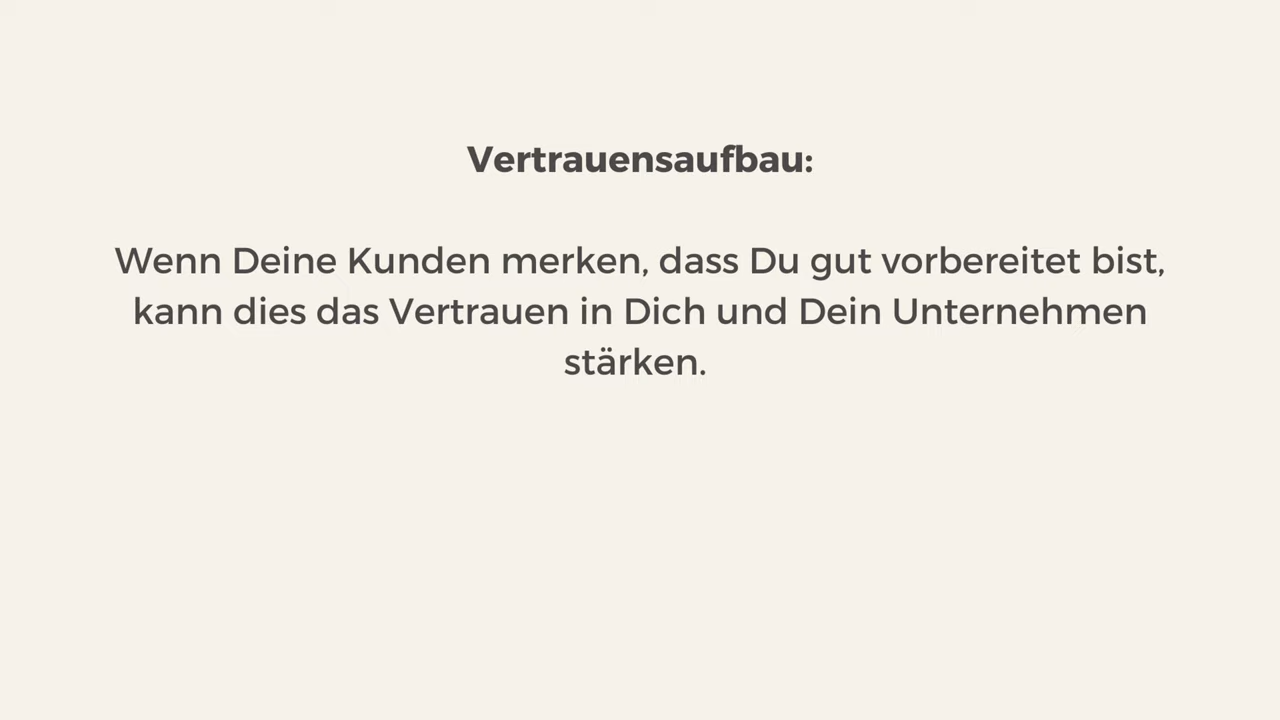 Vertrauensaufbau:
Wenn Deine Kunden merken, dass Du gut vorbereitet bist,
kann dies das Vertrauen in Dich und Dein Unternehmen
stärken.